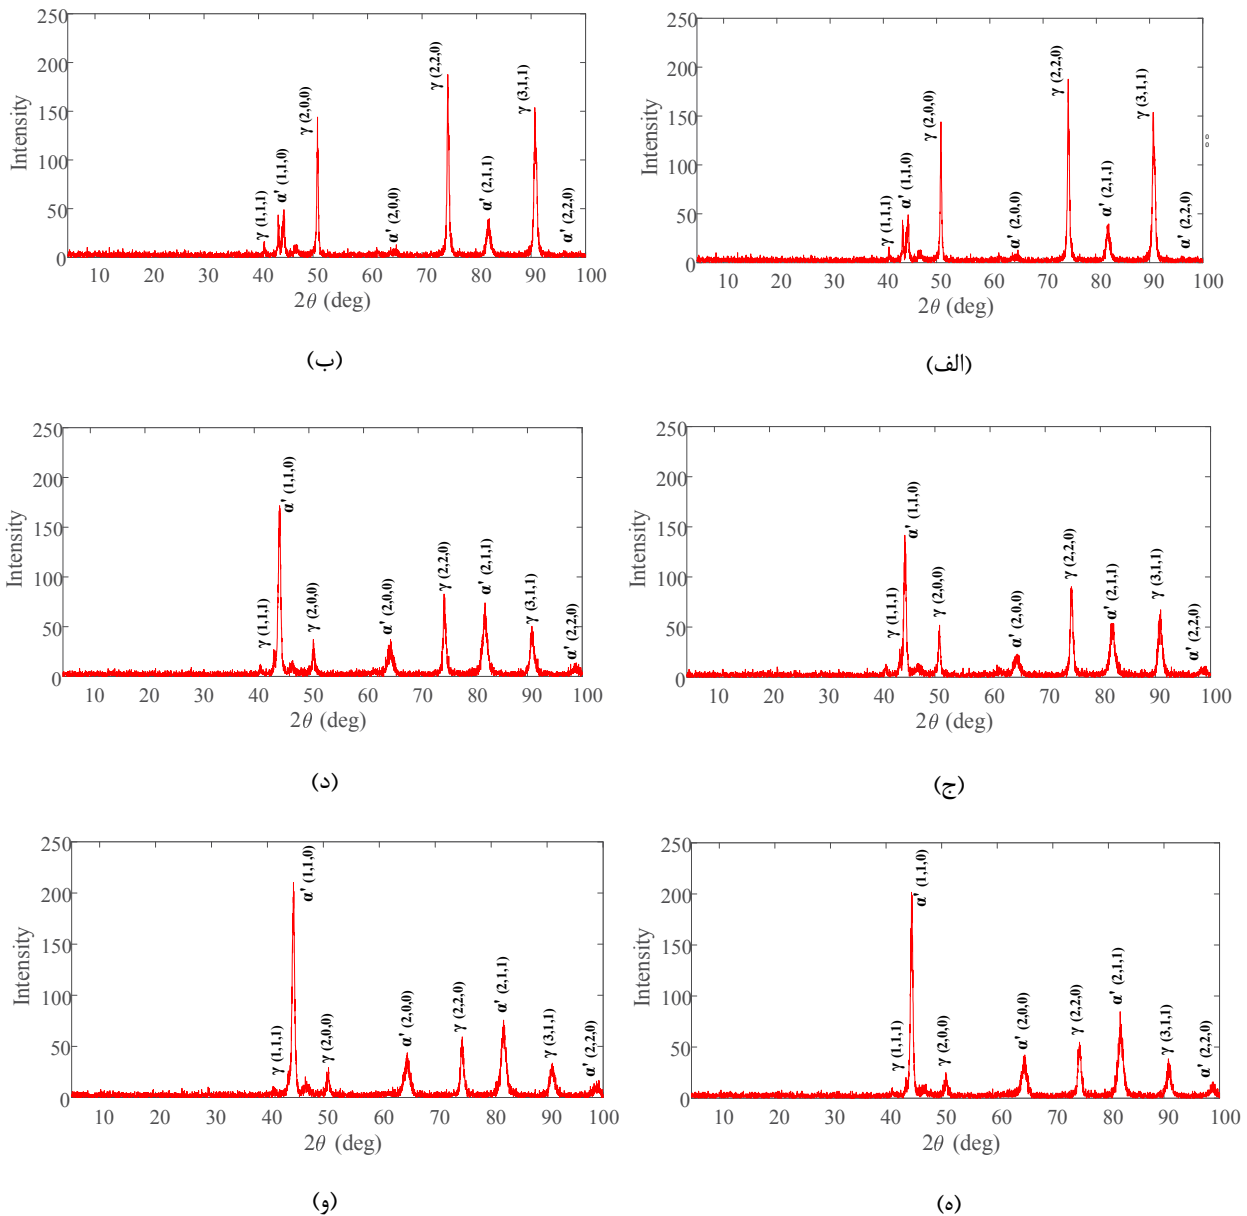 250
200
150
100
50
0
Intensity
γ (1,1,1)
α' (1,1,0)
γ (2,0,0)
α' (2,0,0)
γ (2,2,0)
α' (2,1,1)
γ (3,1,1)
α' (2,2,0)
10 20 30 40 50 60 70 80 90 100
2θ (deg)
(الف)
250
200
150
100
50
0
Intensity
γ (1,1,1)
α' (1,1,0)
γ (2,0,0)
α' (2,0,0)
γ (2,2,0)
α' (2,1,1)
γ (3,1,1)
α' (2,2,0)
10 20 30 40 50 60 70 80 90 100
2θ (deg)
(ب)
250
200
150
100
50
0
Intensity
γ (1,1,1)
α' (1,1,0)
γ (2,0,0)
α' (2,0,0)
γ (2,2,0)
α' (2,1,1)
γ (3,1,1)
α' (2,2,0)
10 20 30 40 50 60 70 80 90 100
2θ (deg)
(ج)
250
200
150
100
50
0
Intensity
γ (1,1,1)
α' (1,1,0)
γ (2,0,0)
α' (2,0,0)
γ (2,2,0)
α' (2,1,1)
γ (3,1,1)
α' (2,2,0)
10 20 30 40 50 60 70 80 90 100
2θ (deg)
(د)
250
200
150
100
50
0
Intensity
γ (1,1,1)
α' (1,1,0)
γ (2,0,0)
α' (2,0,0)
γ (2,2,0)
α' (2,1,1)
γ (3,1,1)
α' (2,2,0)
10 20 30 40 50 60 70 80 90 100
2θ (deg)
(ه)
250
200
150
100
50
0
Intensity
γ (1,1,1)
α' (1,1,0)
γ (2,0,0)
α' (2,0,0)
γ (2,2,0)
α' (2,1,1)
γ (3,1,1)
α' (2,2,0)
10 20 30 40 50 60 70 80 90 100
2θ (deg)
(و)